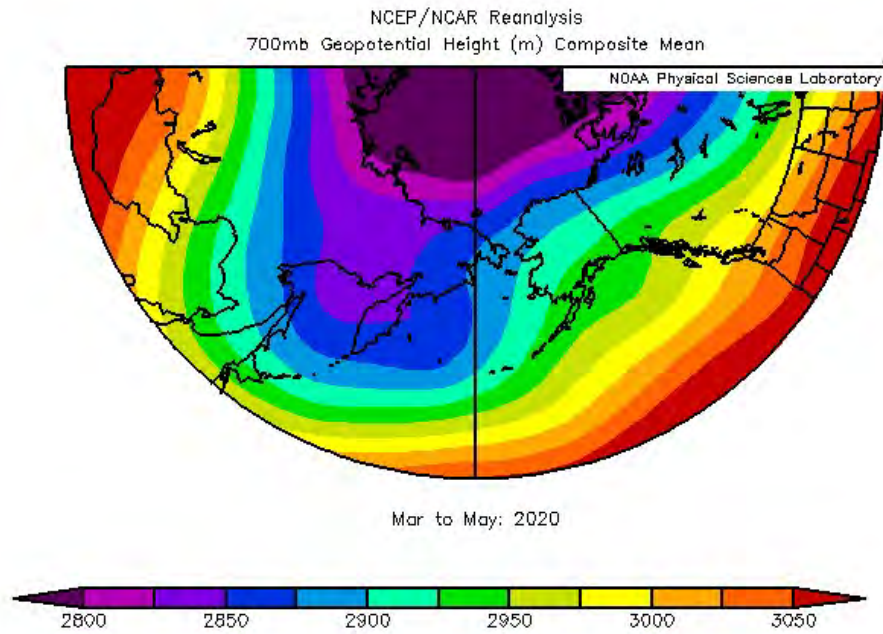 NCEP/NCAR Reanalysis
700mb Geopotential Height (m) Composite Mean
NOAA Physical Sciences Laboratory
Mar to May: 2020
2800 2850 2900 2950 3000 3050